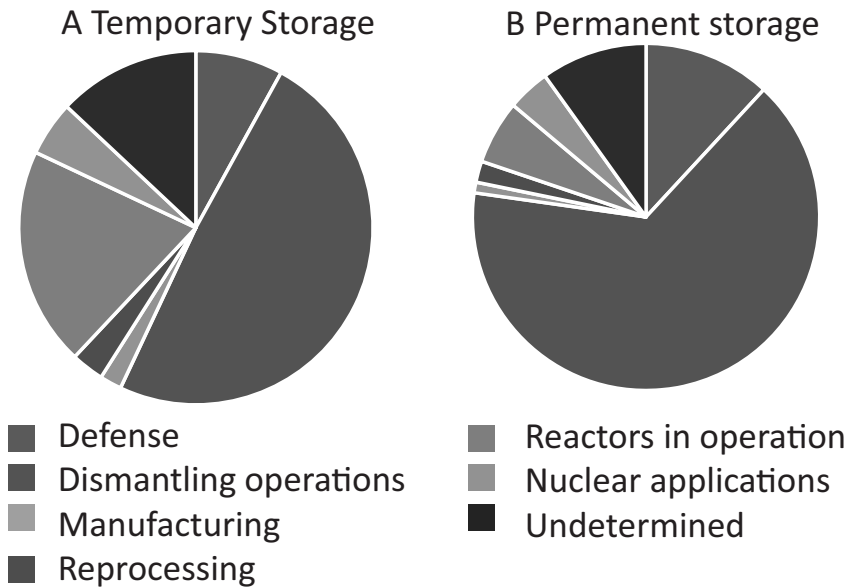 A Temporary Storage
B Permanent storage
Defense
Dismantling operations
Manufacturing
Reprocessing
Reactors in operation
Nuclear applications
Undetermined